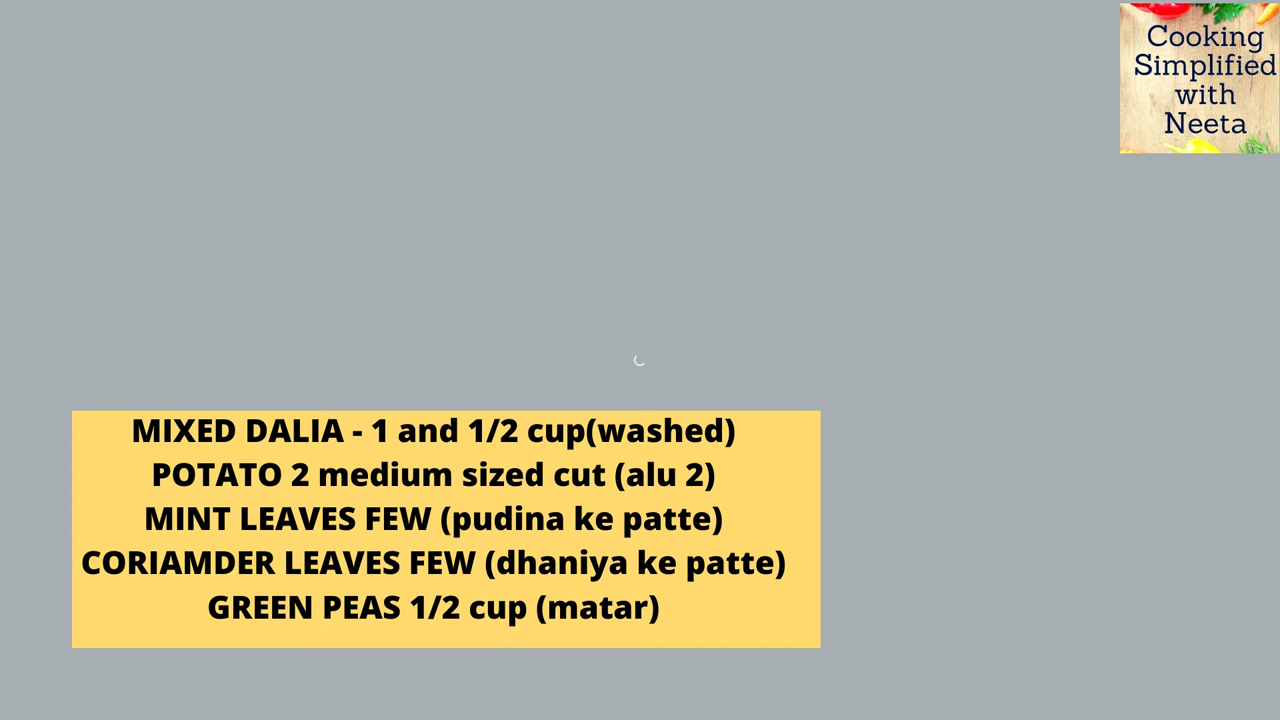 Cooking
Simplified
with
Neeta
MIXED DALIA - 1 and 1/2 cup(washed)
POTATO 2 medium sized cut (alu 2)
MINT LEAVES FEW (pudina ke patte)
CORIAMDER LEAVES FEW (dhaniya ke patte)
GREEN PEAS 1/2 cup (matar)